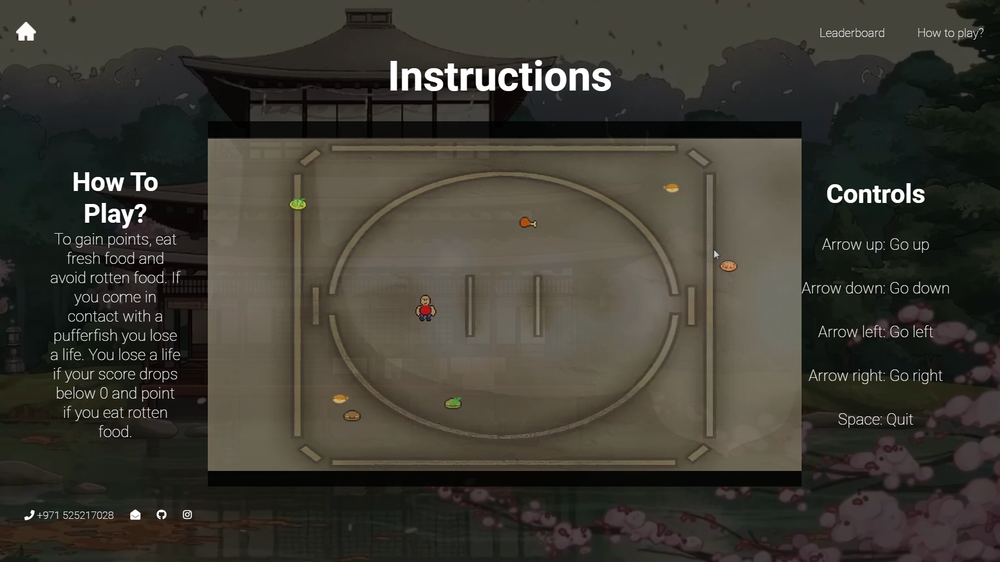 Leaderboard
How to play?
Instructions
How To
Play?
To gain points, eat
fresh food and
avoid rotten food. If
you come in
contact with a
pufferfish you lose
a life. You lose a life
if your score drops
below 0 and point
if you eat rotten
food.
Controls
Arrow up: Go up
Arrow down: Go down
Arrow left: Go left
Arrow right: Go right
Space: Quit
+971 525217028